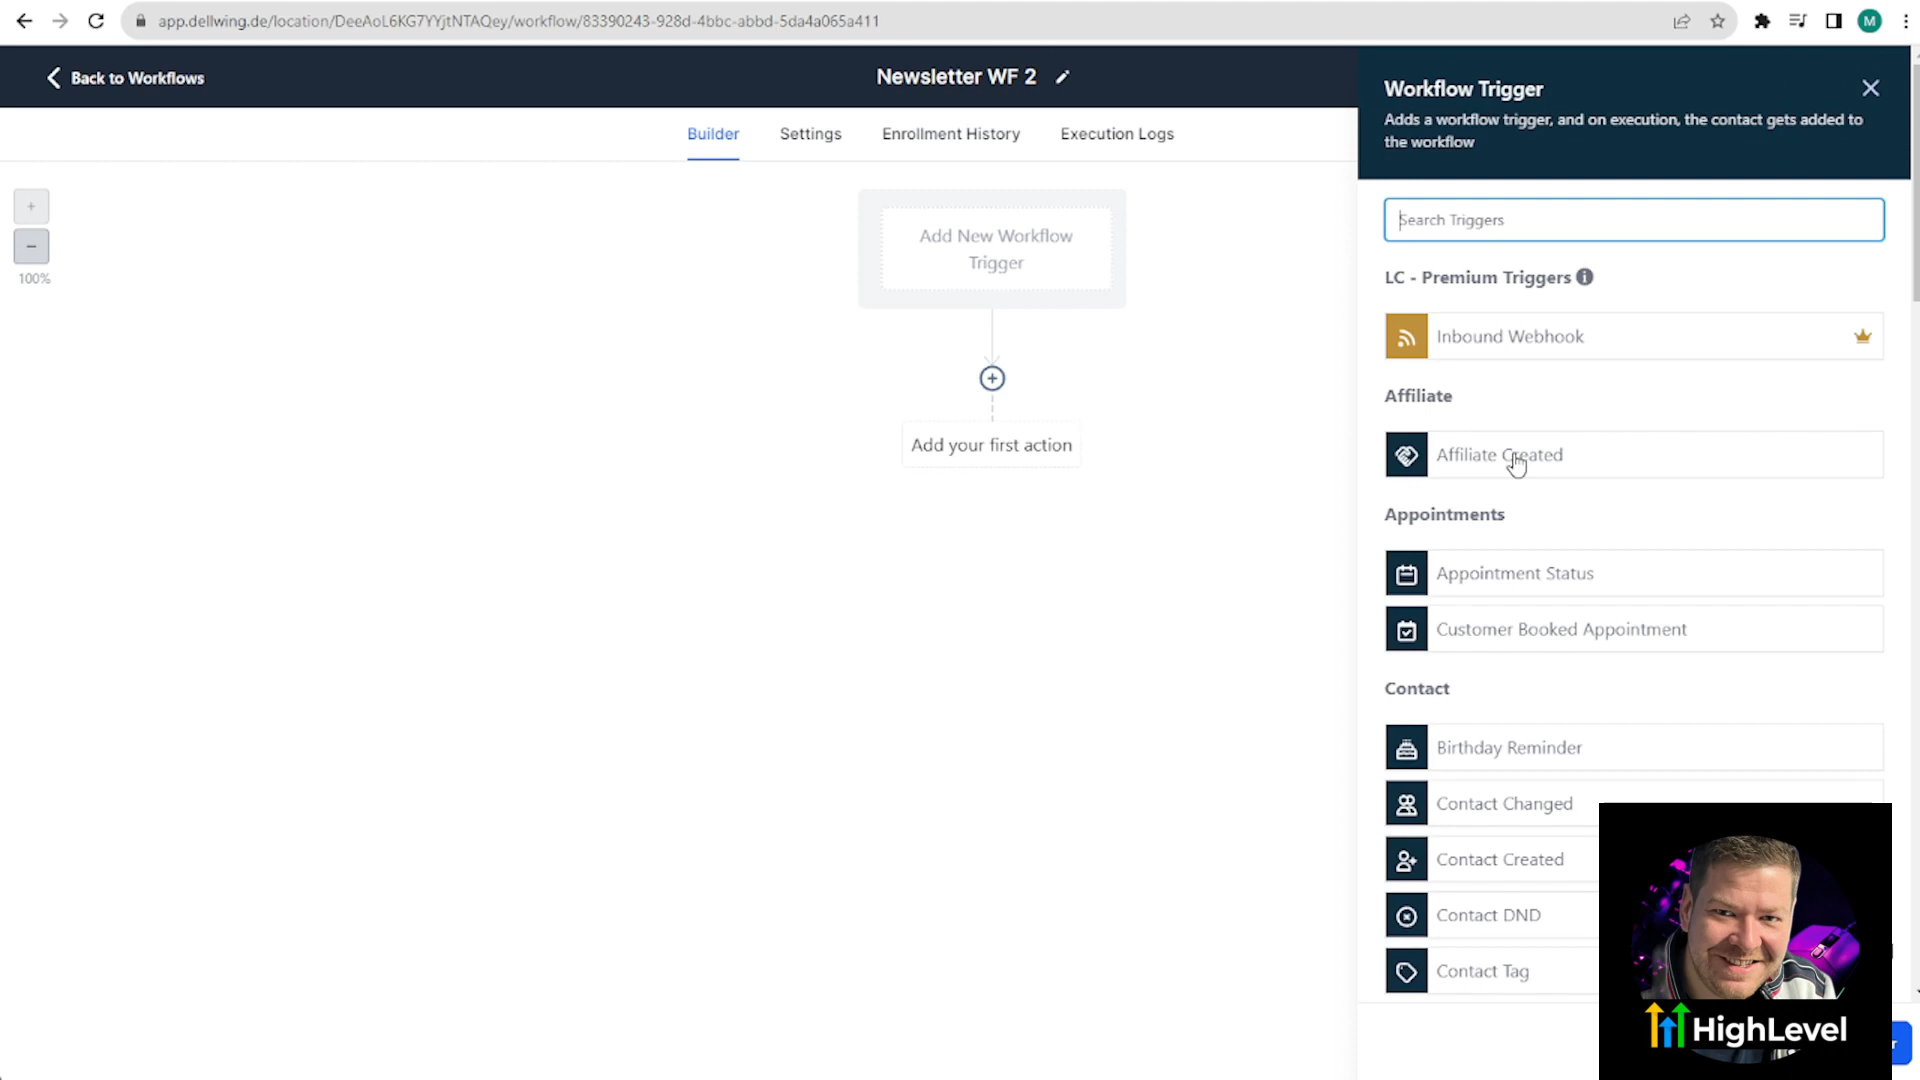 app.dellwing.de/location/DeeAoL6KG7YYjtNTAQey/workflow/83390243-928d-4bbc-abbd-5da4a065a411
M
Back to Workflows
Newsletter WF 2
Builder
Settings
Enrollment History
Execution Logs
+
−
100%
Add New Workflow
Trigger
+
Add your first action
Workflow Trigger
Adds a workflow trigger, and on execution, the contact gets added to
the workflow
Search Triggers
LC - Premium Triggers
Inbound Webhook
Affiliate
Affiliate Created
Appointments
Appointment Status
Customer Booked Appointment
Contact
Birthday Reminder
Contact Changed
Contact Created
Contact DND
Contact Tag
HighLevel
r